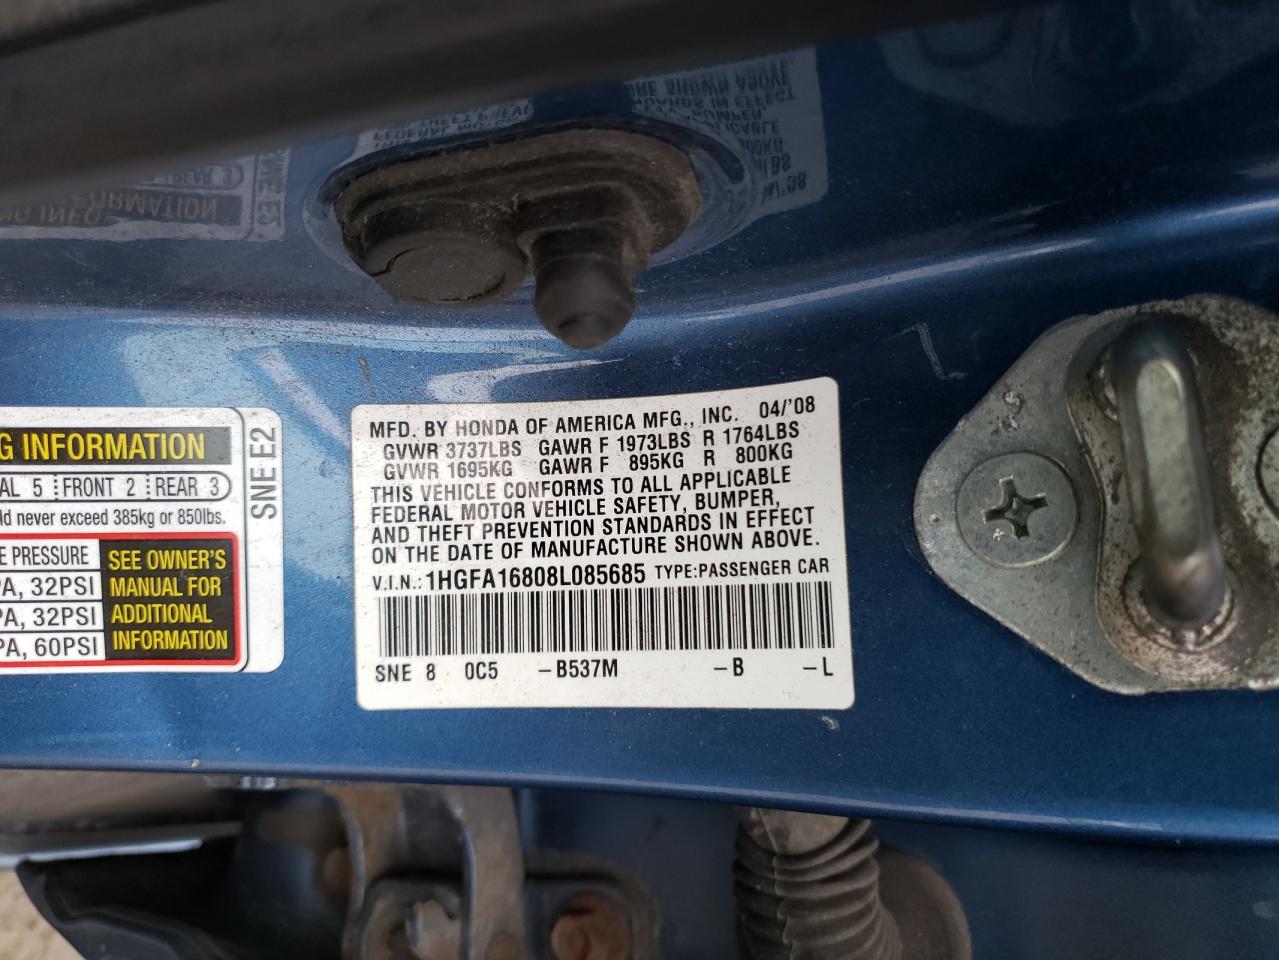 G INFORMATION
AL 5 FRONT 2 REAR 3
ld never exceed 385kg or 850lbs.
E PRESSURE
PA, 32PSI
PA, 32PSI
PA, 60PSI
SEE OWNER'S
MANUAL FOR
ADDITIONAL
INFORMATION
SNE E2
MFD. BY HONDA OF AMERICA MFG., INC. 04/'08
GVWR 3737LBS GAWR F 1973LBS R 1764LBS
GVWR 1695KG GAWR F 895KG R 800KG
THIS VEHICLE CONFORMS TO ALL APPLICABLE
FEDERAL MOTOR VEHICLE SAFETY, BUMPER,
AND THEFT PREVENTION STANDARDS IN EFFECT
ON THE DATE OF MANUFACTURE SHOWN ABOVE.
V.I.N.: 1HGFA16808L085685 TYPE:PASSENGER CAR
SNE 8 0C5 –B537M –B –L